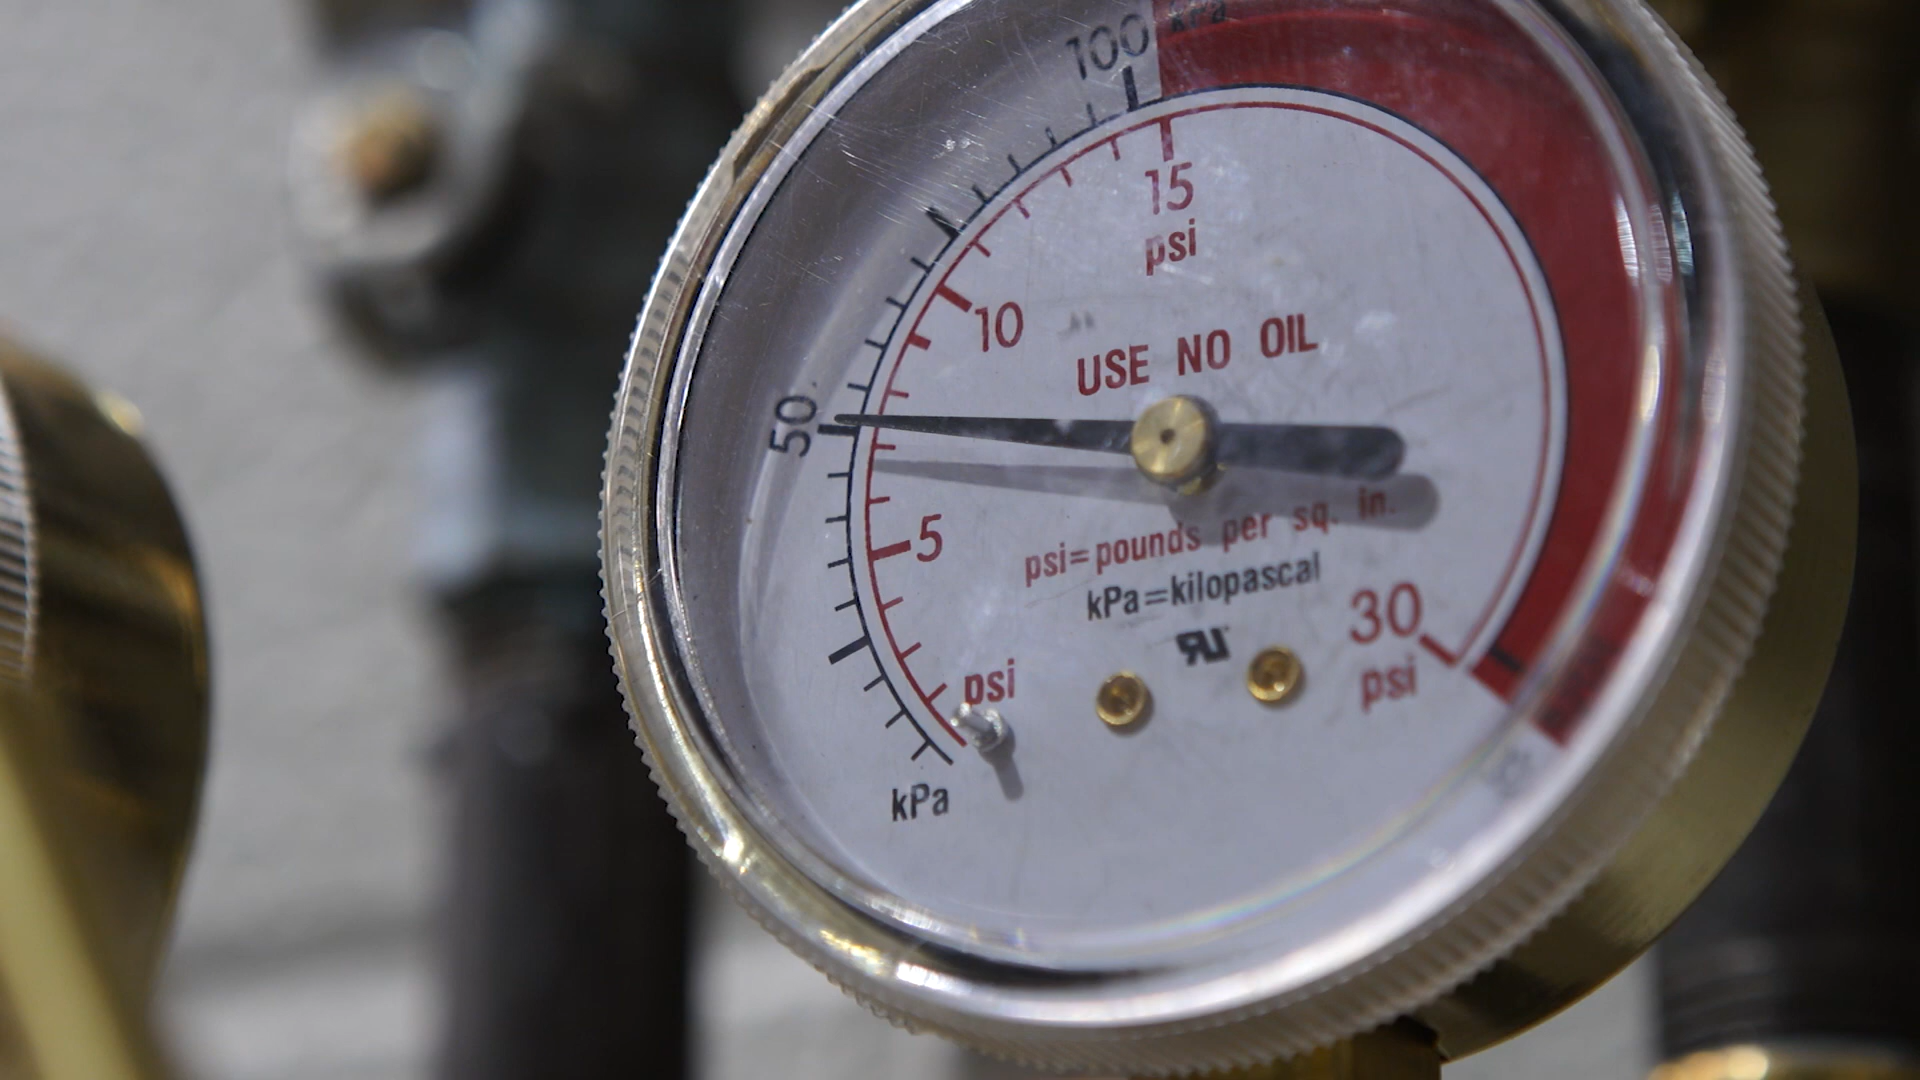 100 kPa
15
psi
10
USE NO OIL
50
5
psi=pounds per sq. in.
kPa=kilopascal
30
psi
psi
kPa